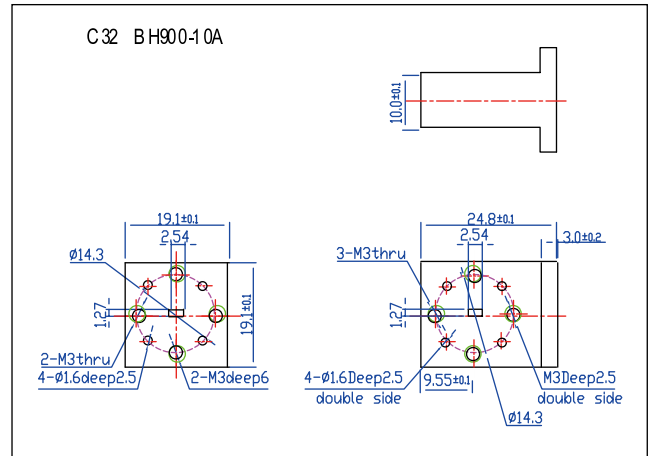 C32 BH900-10A
10.0±0.1
19.1±0.1
2.54
Ø14.3
1.27
19.1±0.1
2-M3thru
4-Ø1.6deep2.5
2-M3deep6
24.8±0.1
2.54
3.0±0.2
3-M3thru
1.27
4-Ø1.6Deep2.5
double side
9.55±0.1
M3Deep2.5
double side
Ø14.3